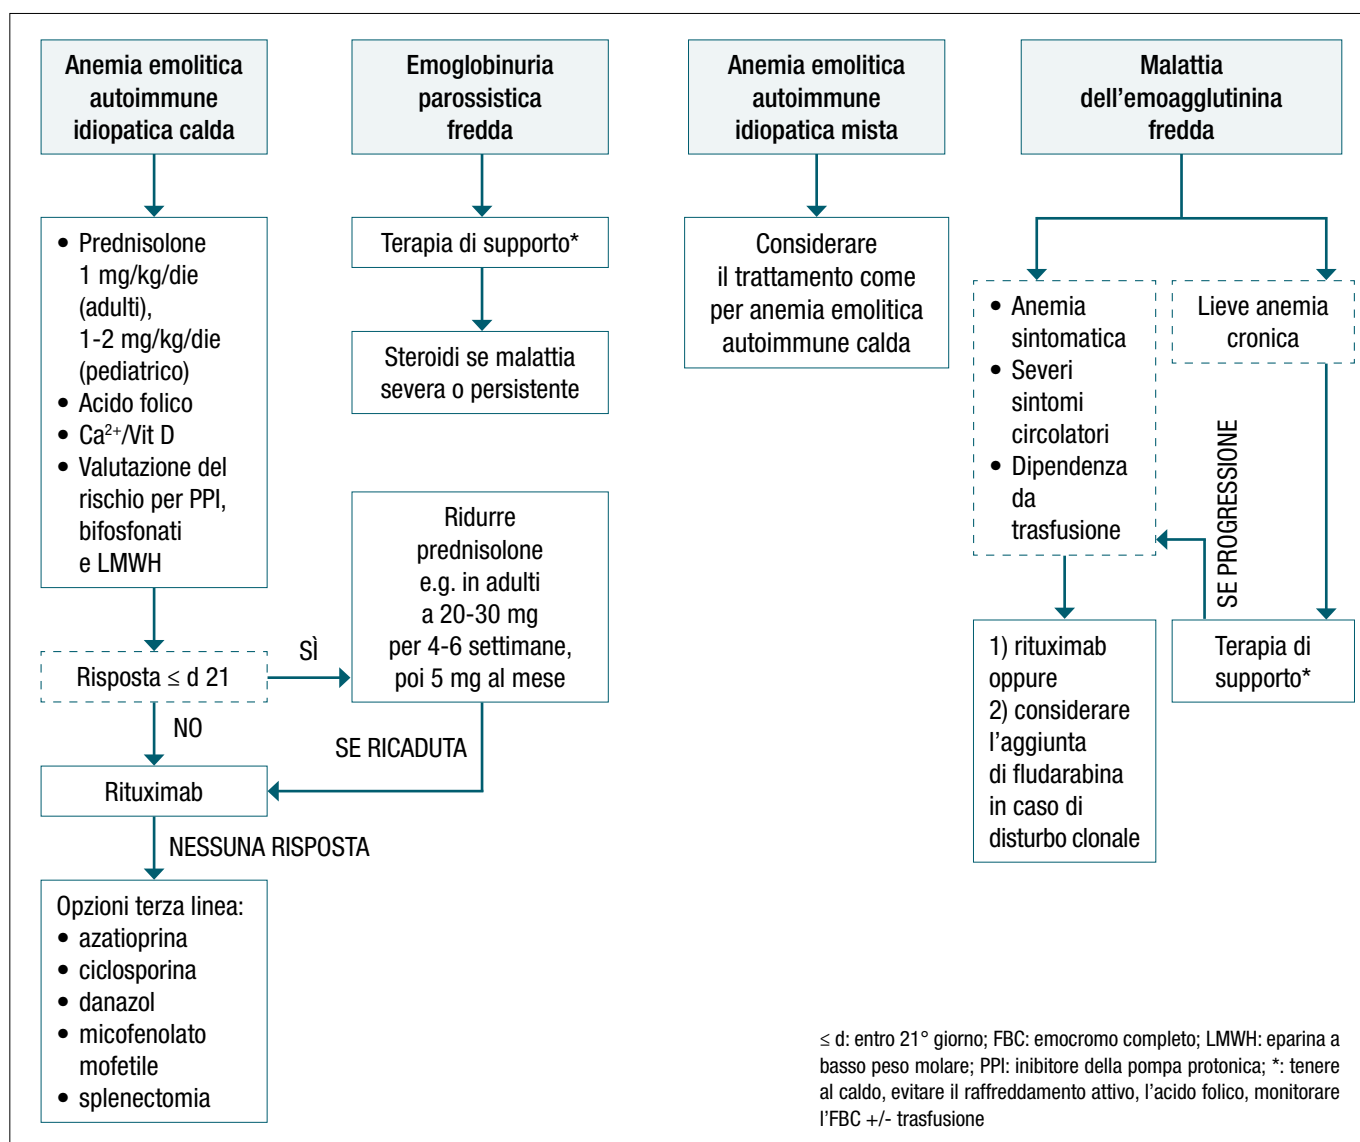 Anemia emolitica
autoimmune
idiopatica calda
Emoglobinuria
parossistica
fredda
Anemia emolitica
autoimmune
idiopatica mista
Malattia
dell’emoagglutinina
fredda
• Prednisolone
1 mg/kg/die
(adulti),
1-2 mg/kg/die
(pediatrico)
• Acido folico
• Ca²⁺/Vit D
• Valutazione del
rischio per PPI,
bifosfonati
e LMWH
Terapia di supporto*
Steroidi se malattia
severa o persistente
Considerare
il trattamento come
per anemia emolitica
autoimmune calda
• Anemia
sintomatica
• Severi
sintomi
circolatori
• Dipendenza
da
trasfusione
Lieve anemia
cronica
SE PROGRESSIONE
Ridurre
prednisolone
e.g. in adulti
a 20-30 mg
per 4-6 settimane,
poi 5 mg al mese
Risposta ≤ d 21
SÌ
NO
SE RICADUTA
Rituximab
NESSUNA RISPOSTA
1) rituximab
oppure
2) considerare
l’aggiunta
di fludarabina
in caso di
disturbo clonale
Terapia di
supporto*
Opzioni terza linea:
• azatioprina
• ciclosporina
• danazol
• micofenolato
mofetile
• splenectomia
≤ d: entro 21° giorno; FBC: emocromo completo; LMWH: eparina a
basso peso molare; PPI: inibitore della pompa protonica; *: tenere
al caldo, evitare il raffreddamento attivo, l’acido folico, monitorare
l’FBC +/- trasfusione